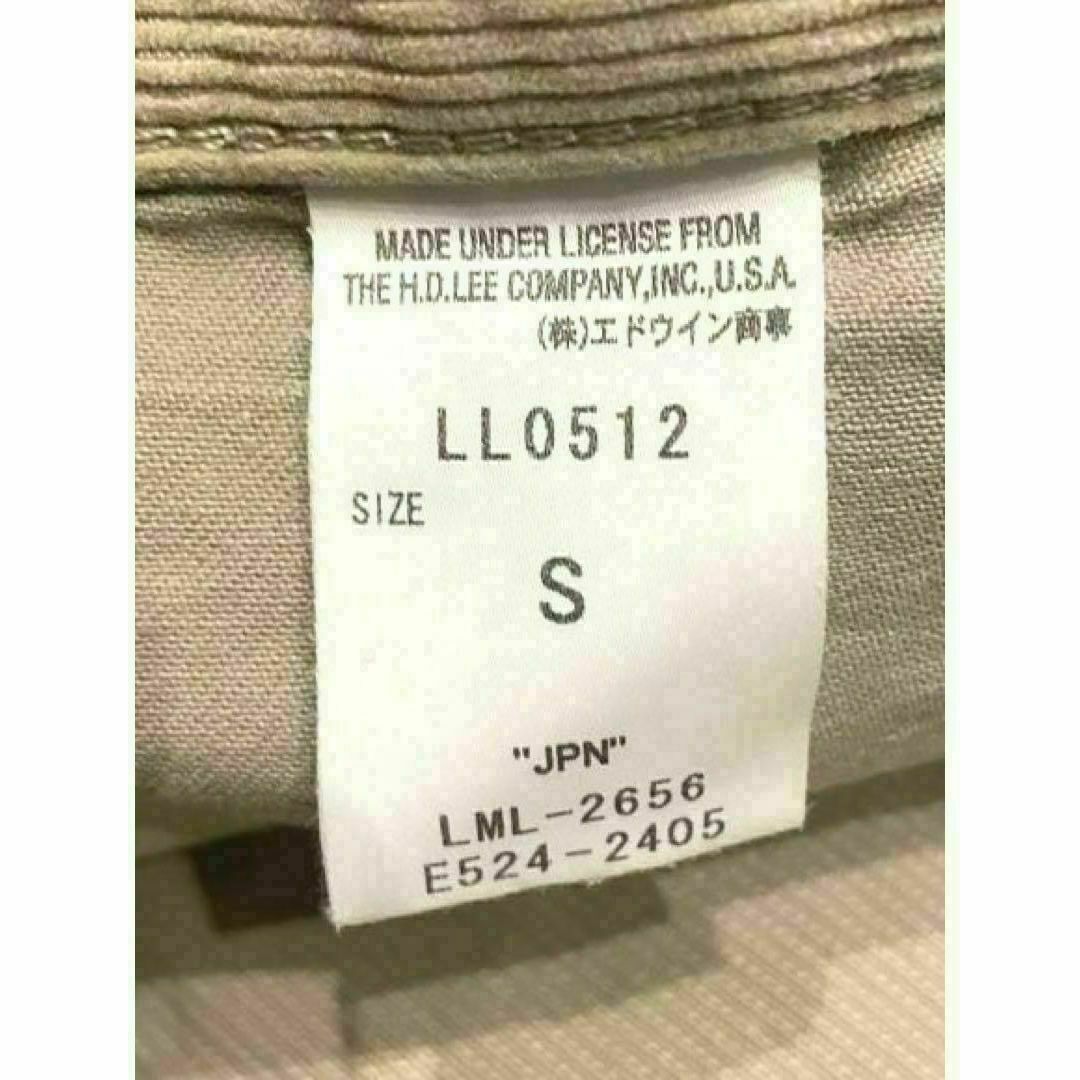 MADE UNDER LICENSE FROM
THE H.D.LEE COMPANY,INC.,U.S.A.
(株)エドウイン商事
LL0512
SIZE
S
"JPN"
LML-2656
E524-2405